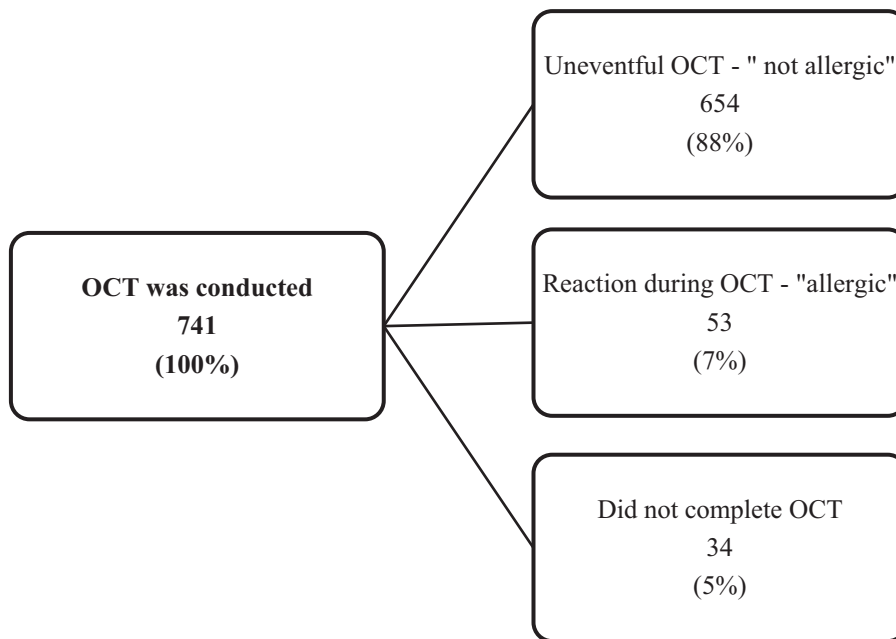 Uneventful OCT - " not allergic"
654
(88%)
OCT was conducted
741
(100%)
Reaction during OCT - "allergic"
53
(7%)
Did not complete OCT
34
(5%)